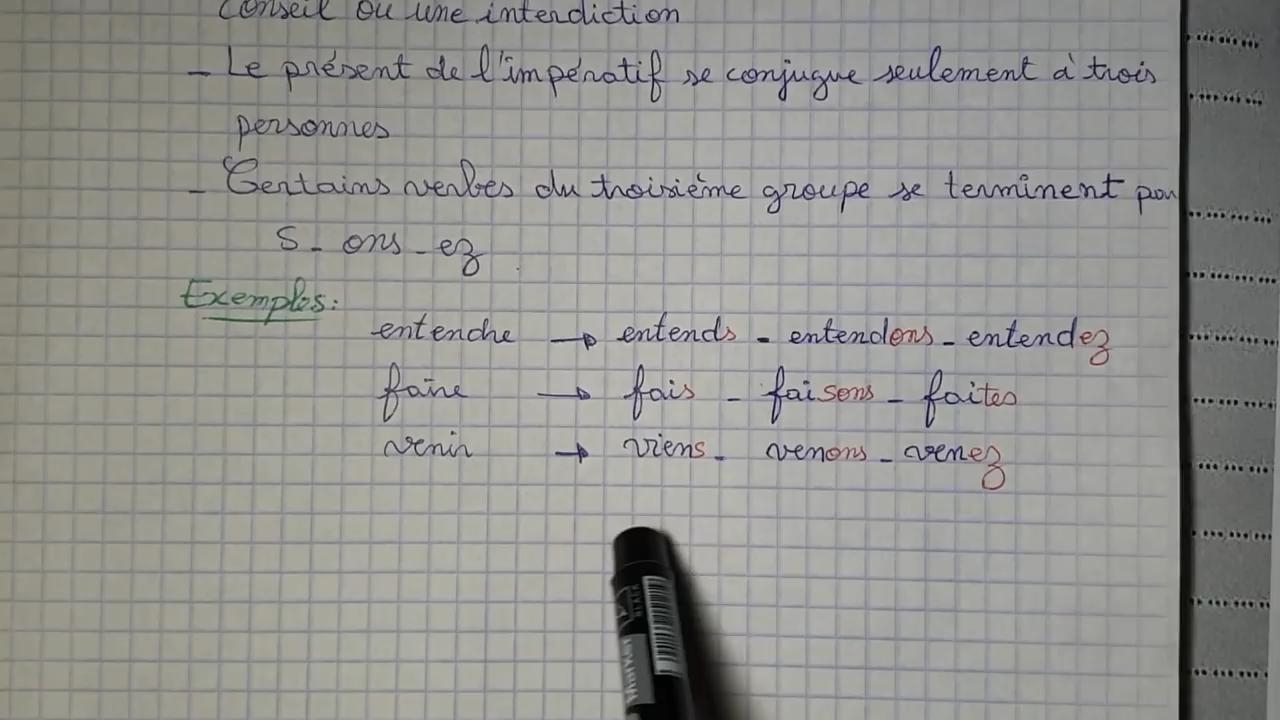 conseil ou une interdiction
- Le présent de l'impératif se conjugue seulement à trois
personnes
- Certains verbes du troisième groupe se terminent par
S - ons - ez
Exemples:
entendre → entends - entendons - entendez
faire → fais - faisons - faites
venir → viens - venons - venez